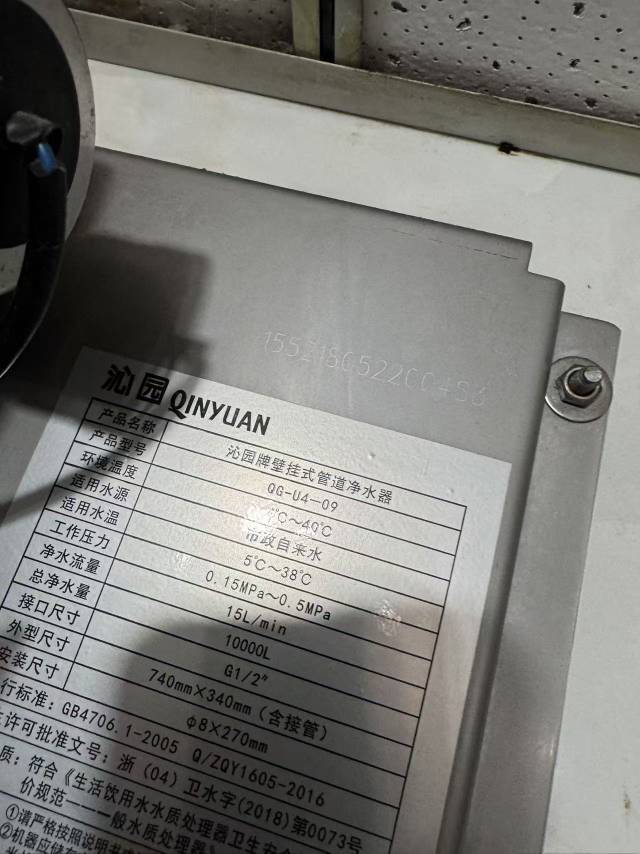 沁园 QINYUAN
产品名称 沁园牌壁挂式管道净水器
产品型号 QG-U4-09
环境温度 ℃～40℃
适用水源 市政自来水
适用水温 5℃～38℃
工作压力 0.15MPa～0.5MPa
净水流量 15L/min
总净水量 10000L
接口尺寸 G1/2"
外型尺寸 740mm×340mm（含接管）
安装尺寸 φ8×270mm
行标准：GB4706.1-2005 Q/ZQY1605-2016
许可批准文号：浙（04）卫水字(2018)第0073号
质：符合《生活饮用水水质处理器卫生安全
价规范——一般水质处理器》
①请严格按照说明书
②机器应储存